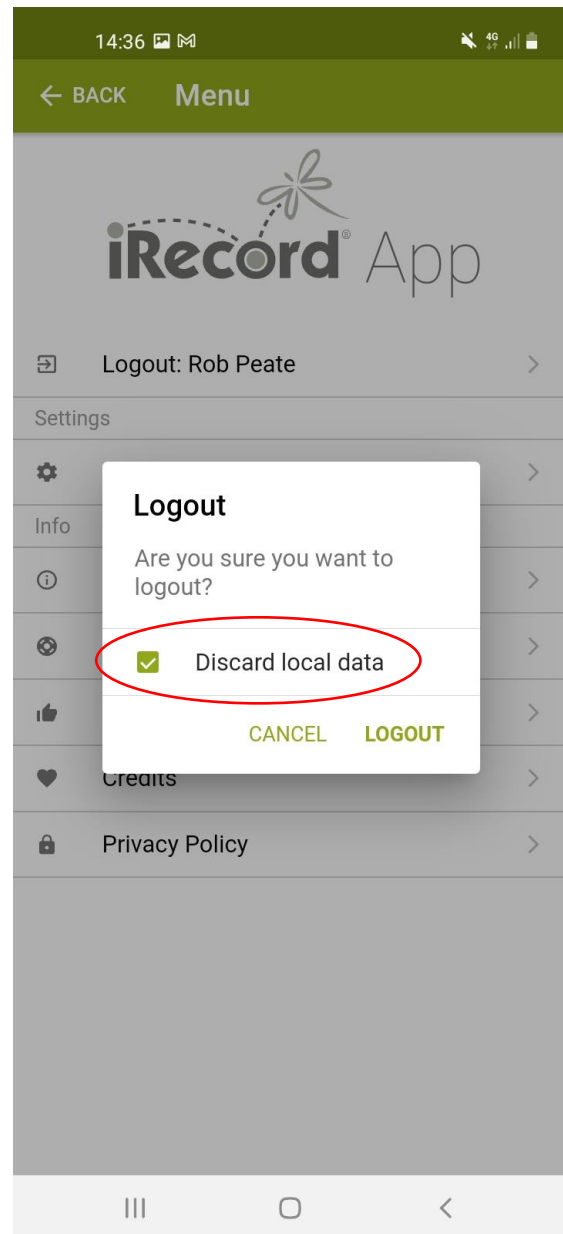 14:36
4G
BACK Menu
iRecord® App
Logout: Rob Peate
Settings
Info
Logout
Are you sure you want to
logout?
Discard local data
CANCEL LOGOUT
Credits
Privacy Policy